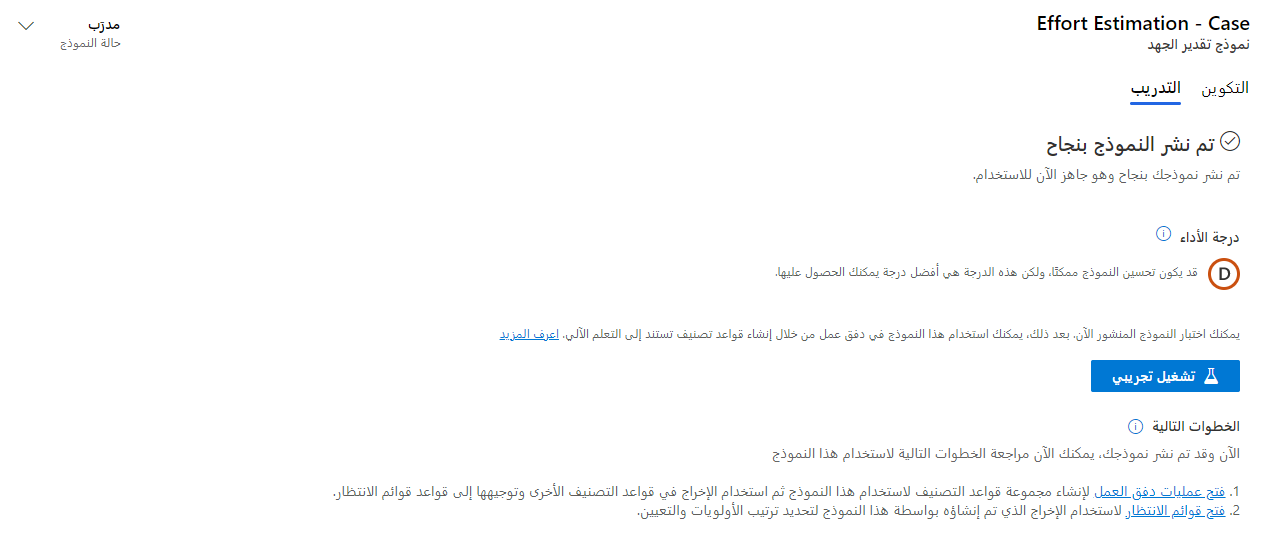 Effort Estimation - Case
نموذج تقدير الجهد
مدرَب
حالة النموذج
التكوين
التدريب
تم نشر النموذج بنجاح
تم نشر نموذجك بنجاح وهو جاهز الآن للاستخدام.
درجة الأداء
D
قد يكون تحسين النموذج ممكنًا، ولكن هذه الدرجة هي أفضل درجة يمكنك الحصول عليها.
يمكنك اختبار النموذج المنشور الآن. بعد ذلك، يمكنك استخدام هذا النموذج في دفق عمل من خلال إنشاء قواعد تصنيف تستند إلى التعلم الآلي. اعرف المزيد
تشغيل تجريبي
الخطوات التالية
الآن وقد تم نشر نموذجك، يمكنك الآن مراجعة الخطوات التالية لاستخدام هذا النموذج
1. فتح عمليات دفق العمل لإنشاء مجموعة قواعد التصنيف لاستخدام هذا النموذج ثم استخدام الإخراج في قواعد التصنيف الأخرى وتوجيهها إلى قواعد قوائم الانتظار.
2. فتح قوائم الانتظار لاستخدام الإخراج الذي تم إنشاؤه بواسطة هذا النموذج لتحديد ترتيب الأولويات والتعيين.